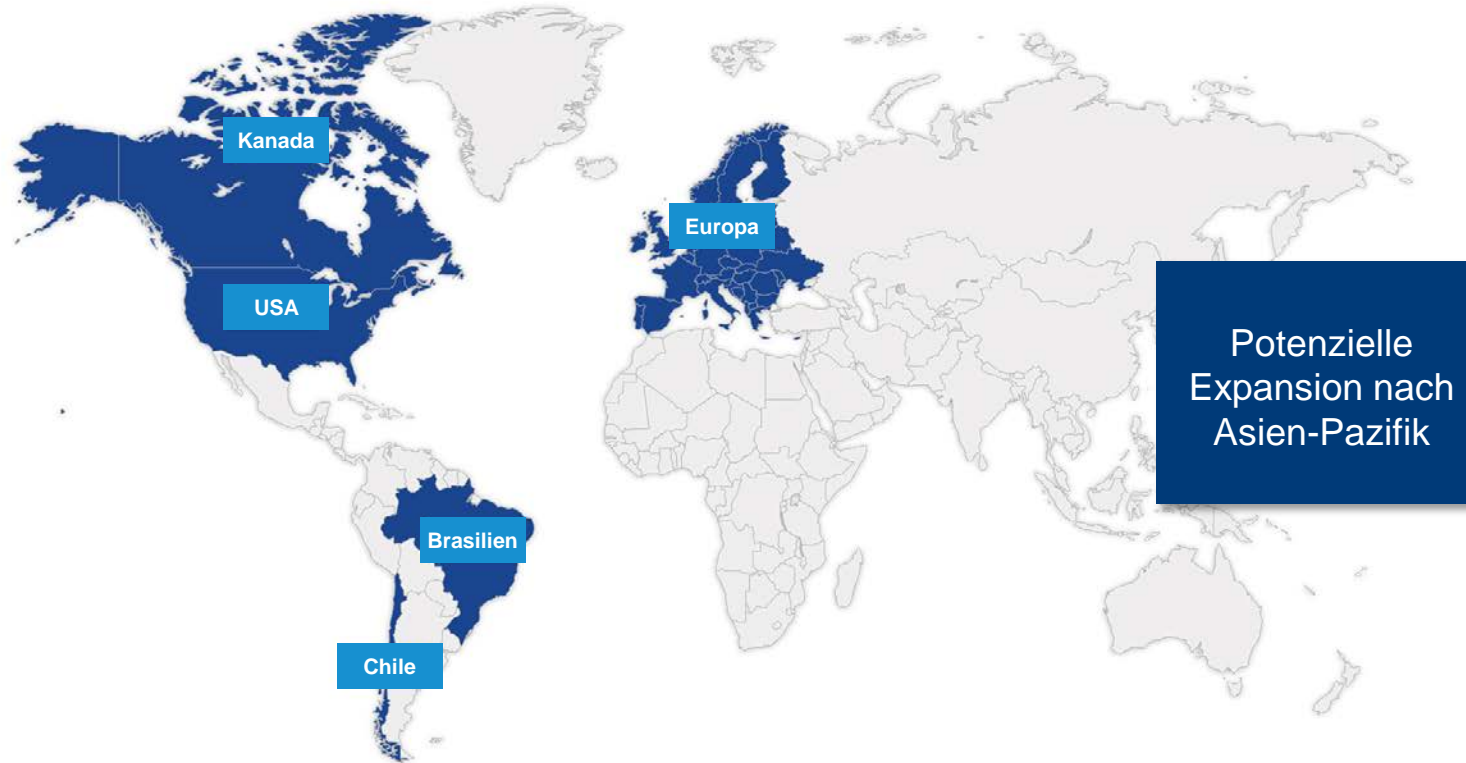 Kanada
Europa
USA
Potenzielle
Expansion nach
Asien-Pazifik
Brasilien
Chile